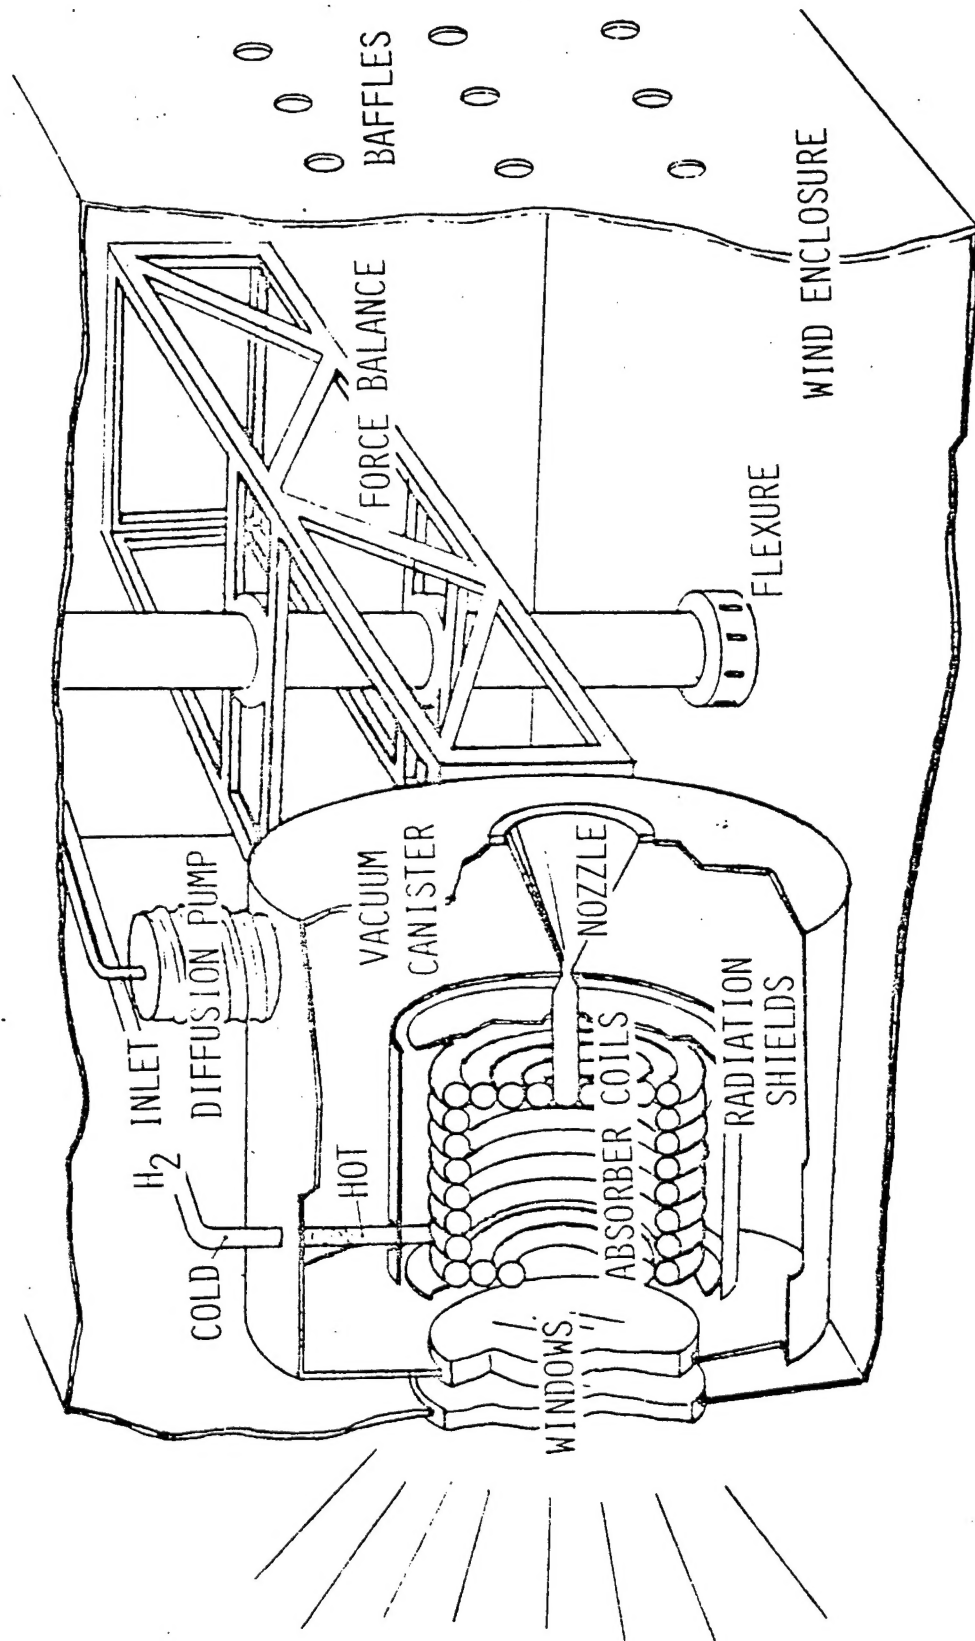 BAFFLES
FORCE BALANCE
WIND ENCLOSURE
FLEXURE
INLET
DIFFUSION PUMP
VACUUM
CANISTER
NOZZLE
H2
COLD
HOT
ABSORBER COILS
RADIATION
SHIELDS
WINDOWS